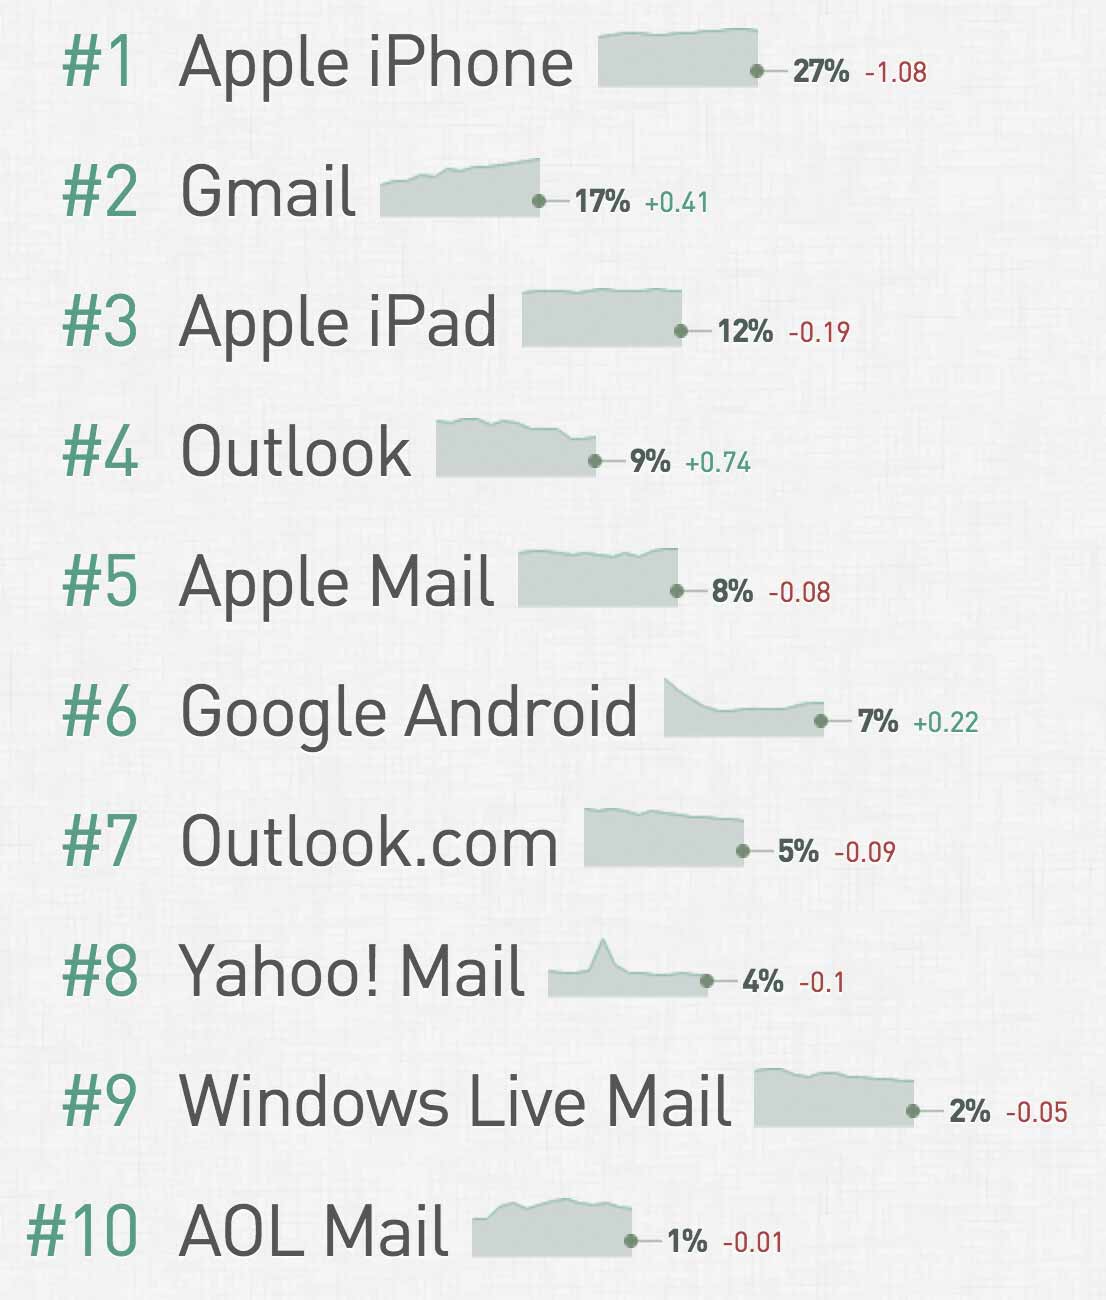 #1 Apple iPhone 27% -1.08
#2 Gmail 17% +0.41
#3 Apple iPad 12% -0.19
#4 Outlook 9% +0.74
#5 Apple Mail 8% -0.08
#6 Google Android 7% +0.22
#7 Outlook.com 5% -0.09
#8 Yahoo! Mail 4% -0.1
#9 Windows Live Mail 2% -0.05
#10 AOL Mail 1% -0.01